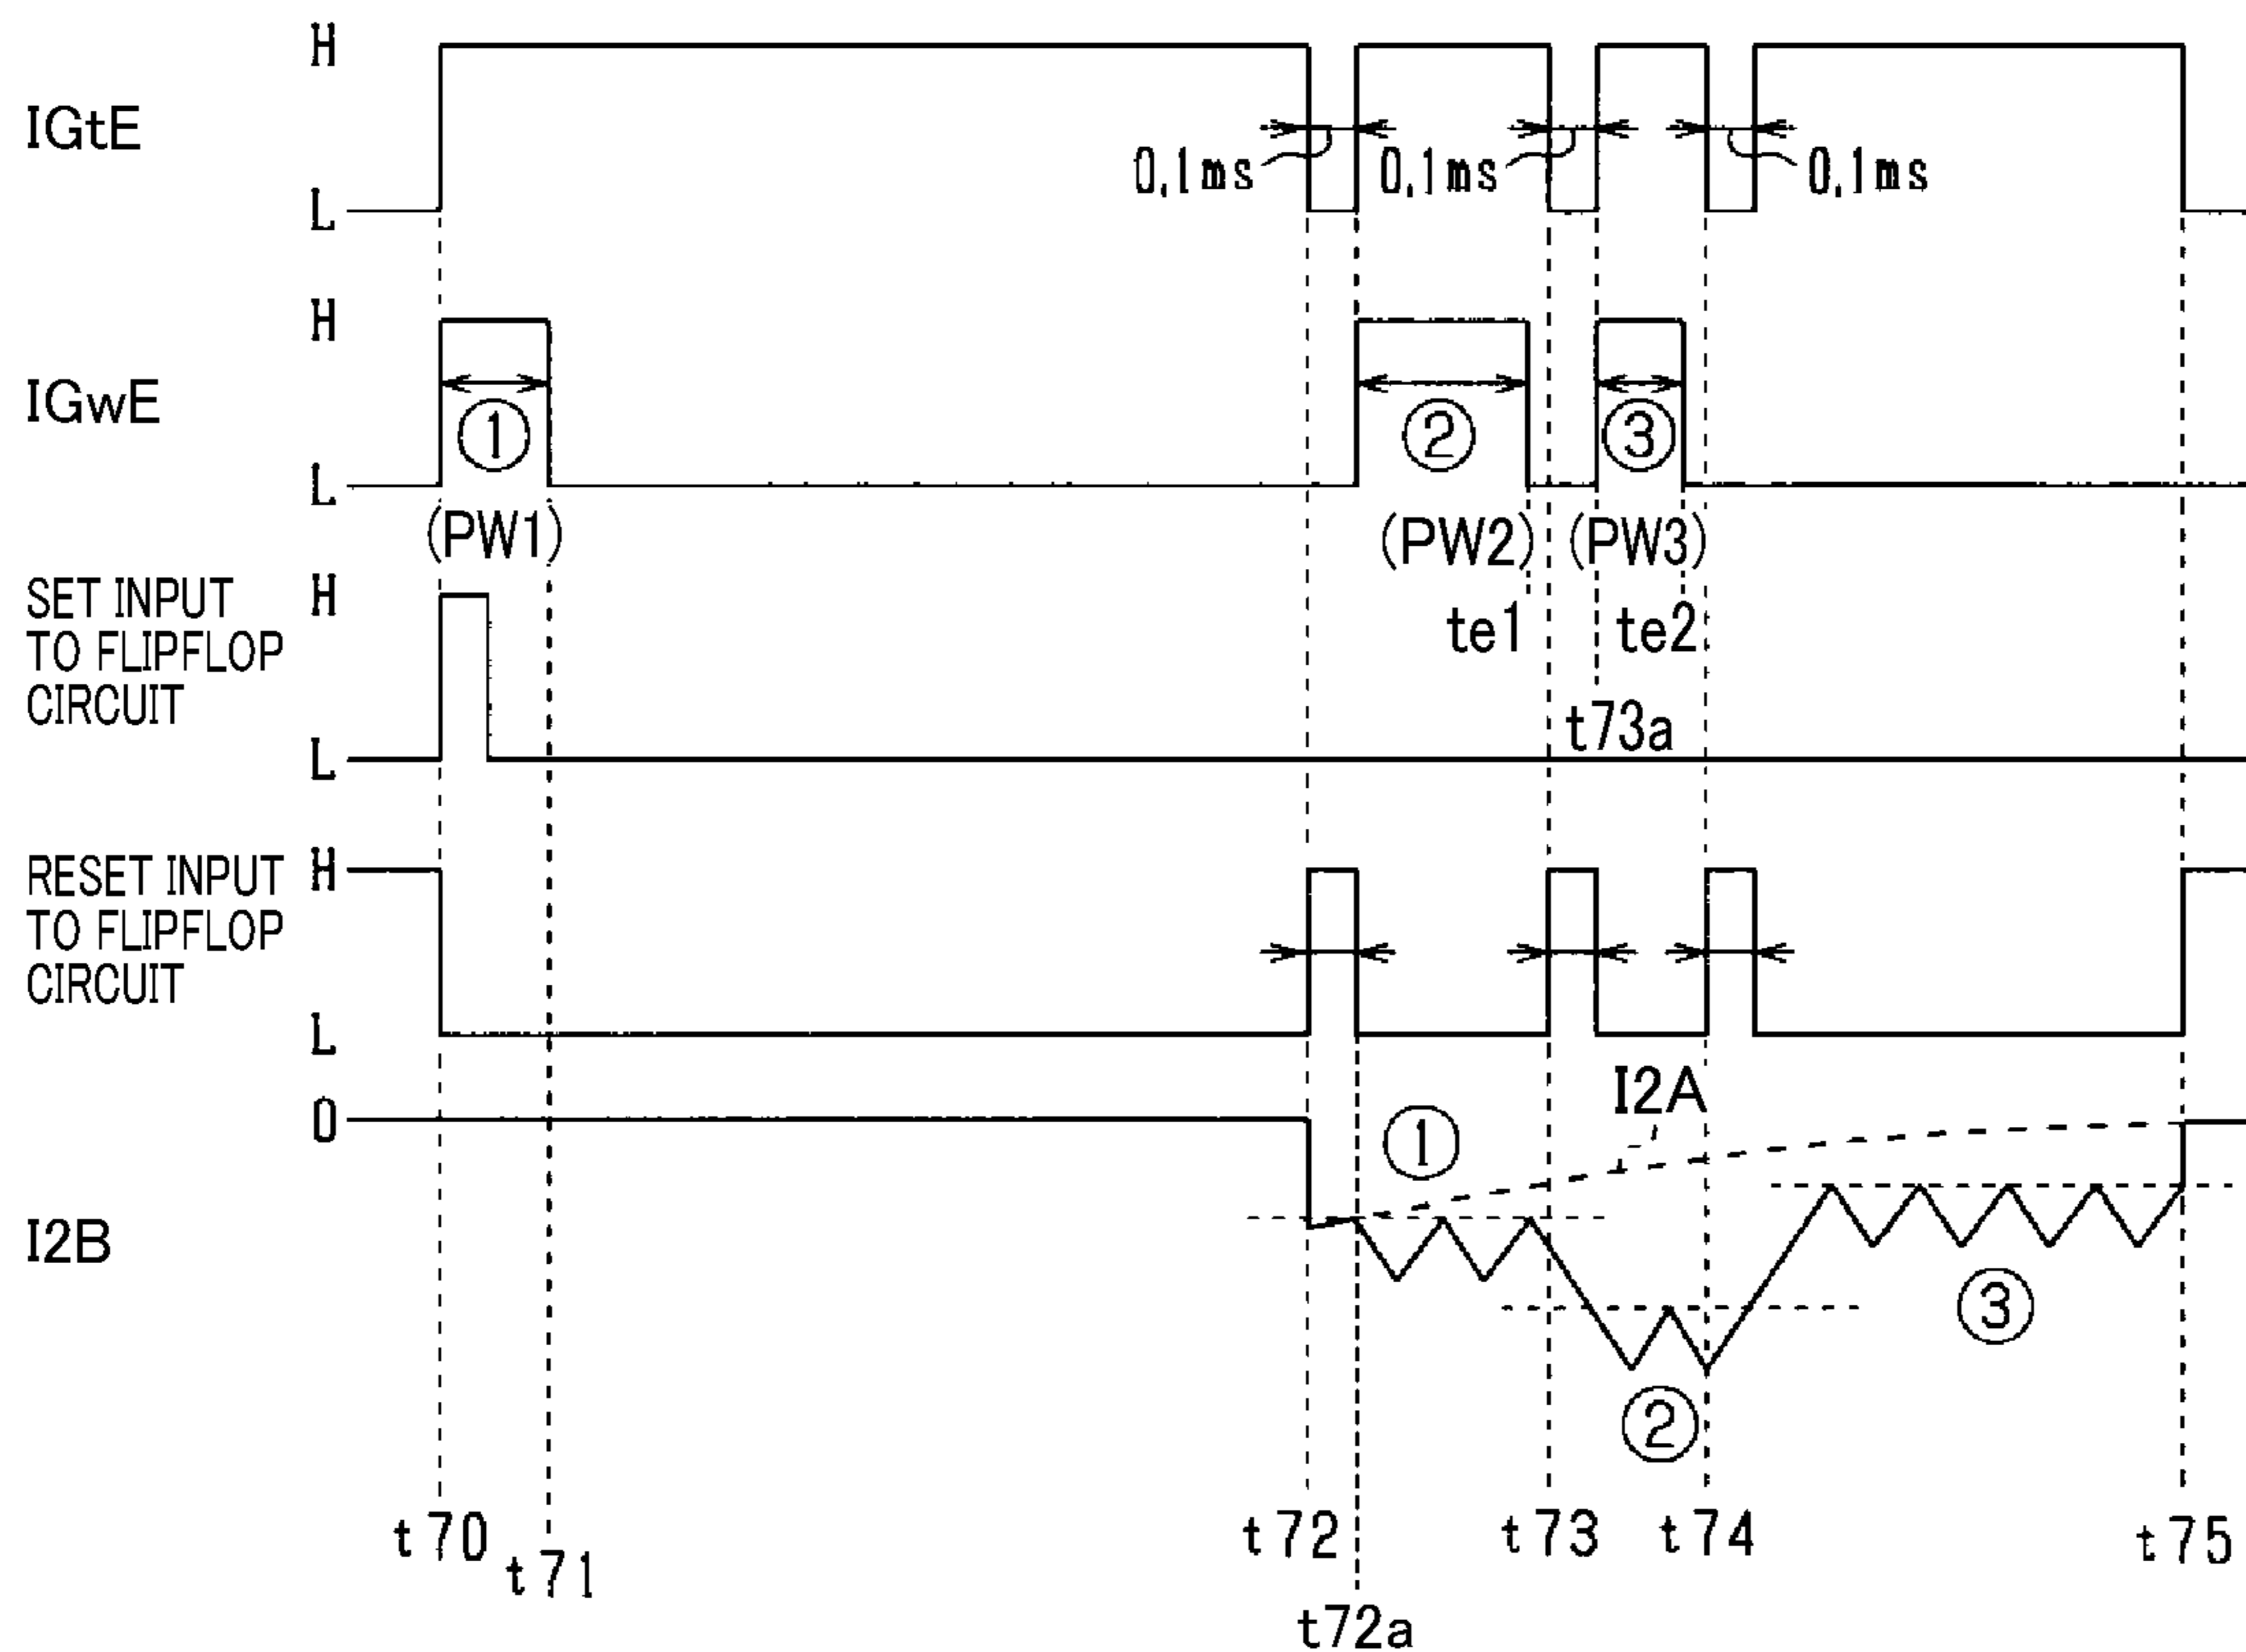 H
IGtE
0.1ms 0.1ms 0.1ms
L
H
IGwE
① ② ③
L
(PW1) (PW2) (PW3)
SET INPUT
TO FLIPFLOP
CIRCUIT
H
te1 te2
t73a
L
RESET INPUT
TO FLIPFLOP
CIRCUIT
H
L
I2A
0
①
I2B
③
②
t70 t71 t72 t72a t73 t74 t75